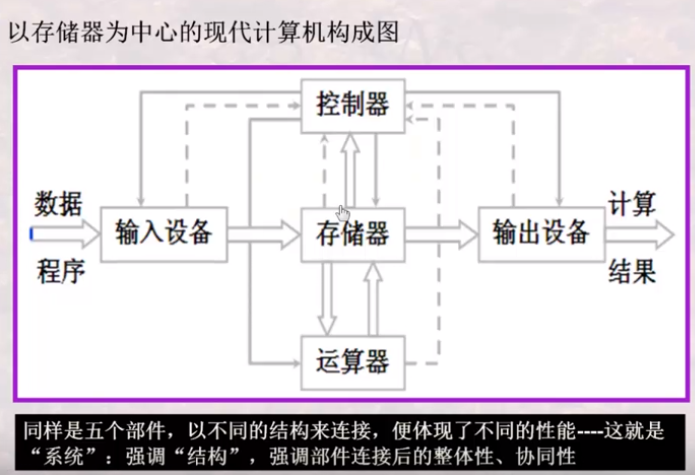 以存储器为中心的现代计算机构成图
控制器
数据
程序
输入设备
存储器
输出设备
计算
结果
运算器
同样是五个部件，以不同的结构来连接，便体现了不同的性能----这就是
“系统”：强调“结构”，强调部件连接后的整体性、协同性